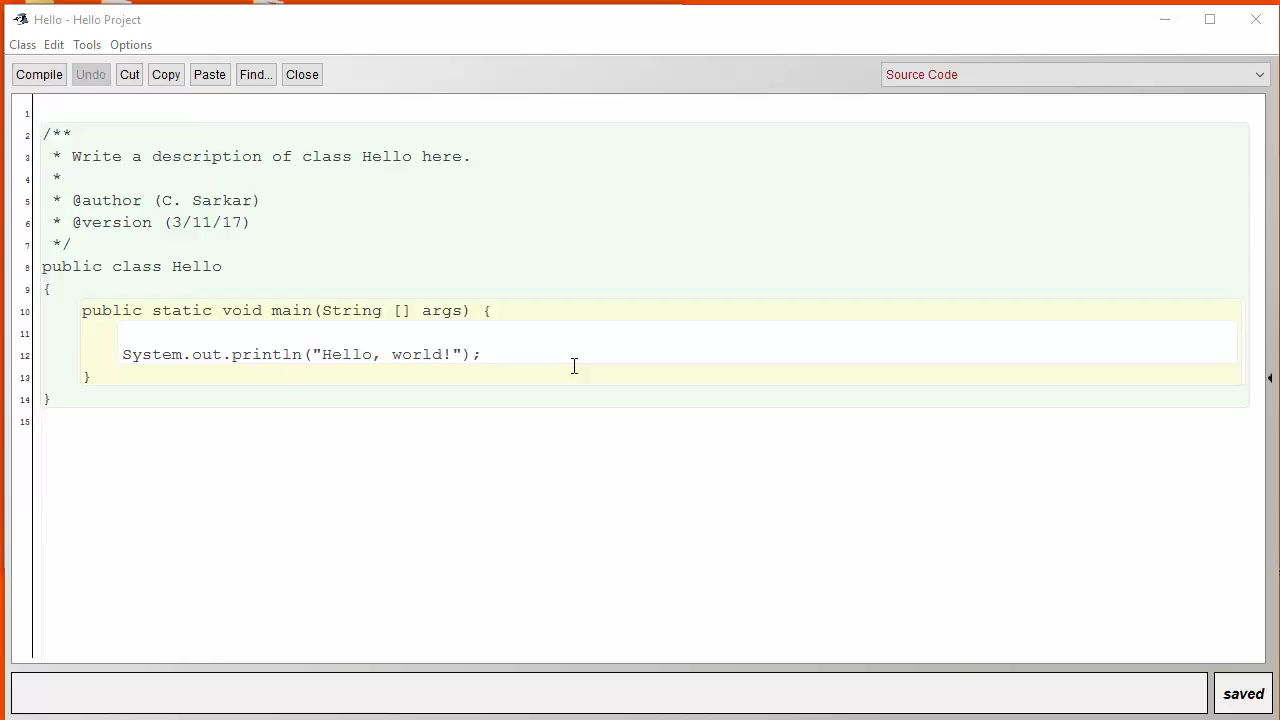 Hello - Hello Project
Class Edit Tools Options
Compile Undo Cut Copy Paste Find... Close Source Code
1
2 /**
3 * Write a description of class Hello here.
4 *
5 * @author (C. Sarkar)
6 * @version (3/11/17)
7 */
8 public class Hello
9 {
10 public static void main(String [] args) {
11
12 System.out.println("Hello, world!");
13 }
14 }
15
saved